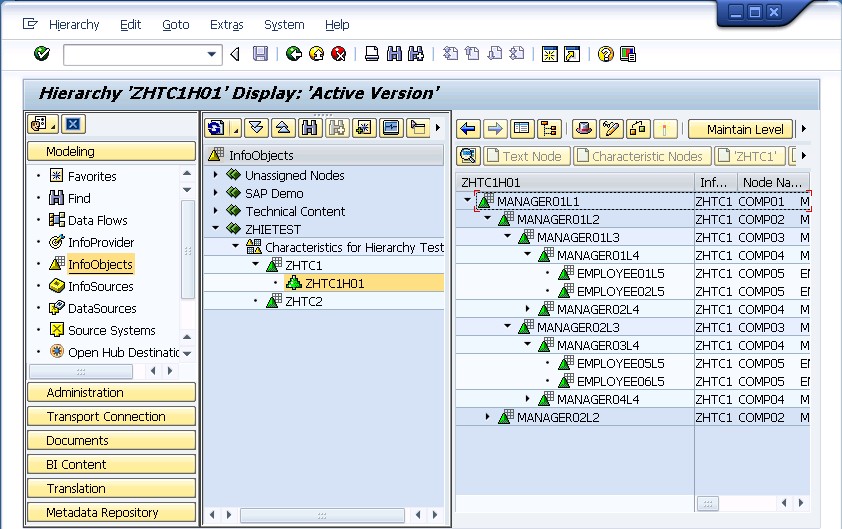 Hierarchy Edit Goto Extras System Help
Hierarchy 'ZHTC1H01' Display: 'Active Version'
Modeling
Favorites
Find
Data Flows
InfoProvider
InfoObjects
InfoSources
DataSources
Source Systems
Open Hub Destinatic
Administration
Transport Connection
Documents
BI Content
Translation
Metadata Repository
InfoObjects
Unassigned Nodes
SAP Demo
Technical Content
ZHIETEST
Characteristics for Hierarchy Test
ZHTC1
ZHTC1H01
ZHTC2
Maintain Level
Text Node Characteristic Nodes 'ZHTC1'
ZHTC1H01 Inf... Node Na...
MANAGER01L1 ZHTC1 COMP01 M
MANAGER01L2 ZHTC1 COMP02 M
MANAGER01L3 ZHTC1 COMP03 M
MANAGER01L4 ZHTC1 COMP04 M
EMPLOYEE01L5 ZHTC1 COMP05 EM
EMPLOYEE02L5 ZHTC1 COMP05 EM
MANAGER02L4 ZHTC1 COMP04 M
MANAGER02L3 ZHTC1 COMP03 M
MANAGER03L4 ZHTC1 COMP04 M
EMPLOYEE05L5 ZHTC1 COMP05 EM
EMPLOYEE06L5 ZHTC1 COMP05 EM
MANAGER04L4 ZHTC1 COMP04 M
MANAGER02L2 ZHTC1 COMP02 M